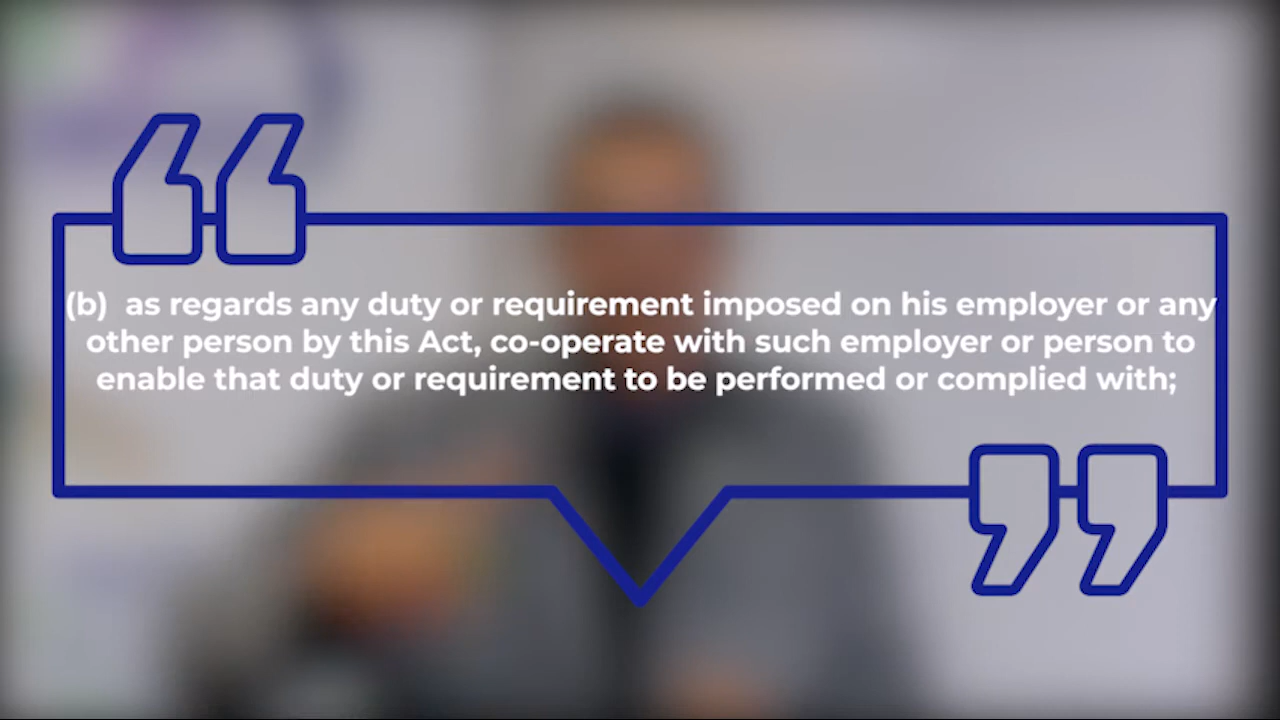 (b) as regards any duty or requirement imposed on his employer or any
other person by this Act, co-operate with such employer or person to
enable that duty or requirement to be performed or complied with;